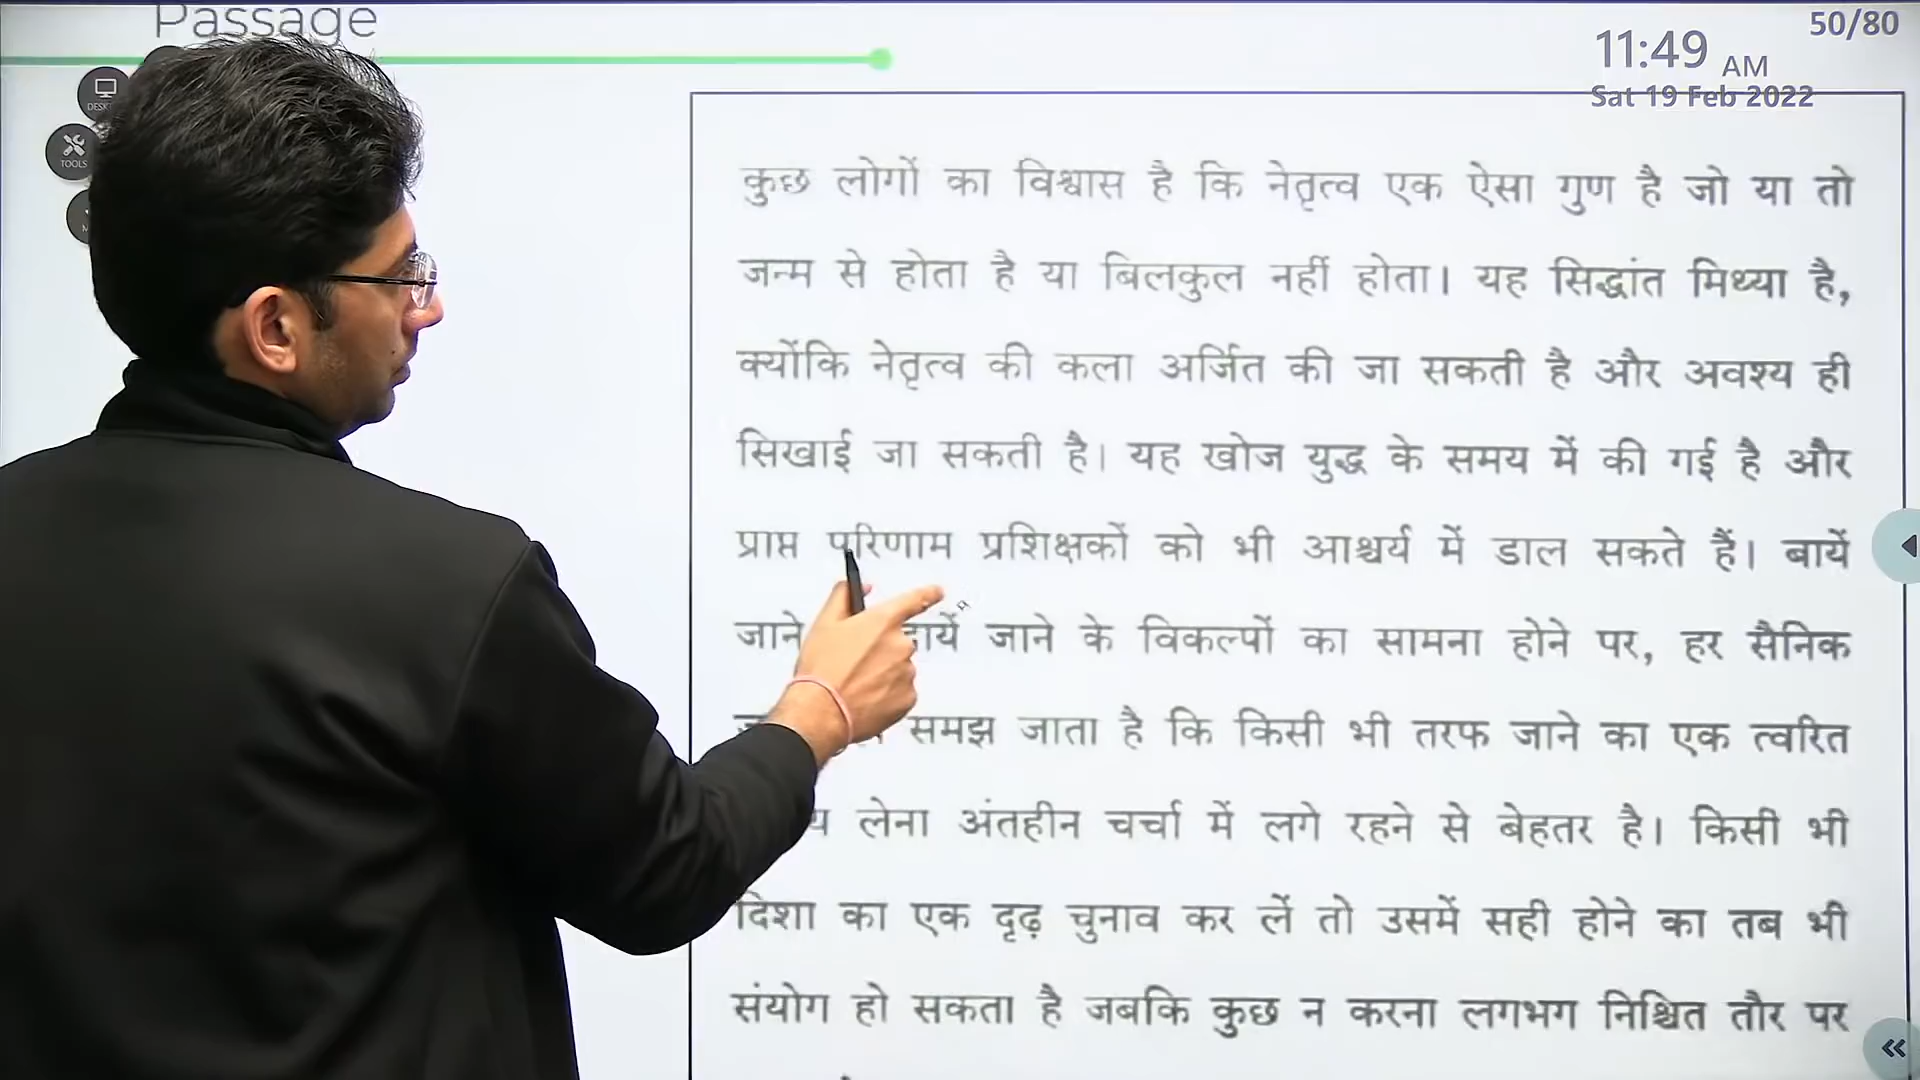 Passage
50/80
11:49 AM
Sat 19 Feb 2022
DESK
TOOLS
कुछ लोगों का विश्वास है कि नेतृत्व एक ऐसा गुण है जो या तो
जन्म से होता है या बिलकुल नहीं होता। यह सिद्धांत मिथ्या है,
क्योंकि नेतृत्व की कला अर्जित की जा सकती है और अवश्य ही
सिखाई जा सकती है। यह खोज युद्ध के समय में की गई है और
प्राप्त परिणाम प्रशिक्षकों को भी आश्चर्य में डाल सकते हैं। बायें
जाने दायें जाने के विकल्पों का सामना होने पर, हर सैनिक
समझ जाता है कि किसी भी तरफ जाने का एक त्वरित
लेना अंतहीन चर्चा में लगे रहने से बेहतर है। किसी भी
दिशा का एक दृढ़ चुनाव कर लें तो उसमें सही होने का तब भी
संयोग हो सकता है जबकि कुछ न करना लगभग निश्चित तौर पर